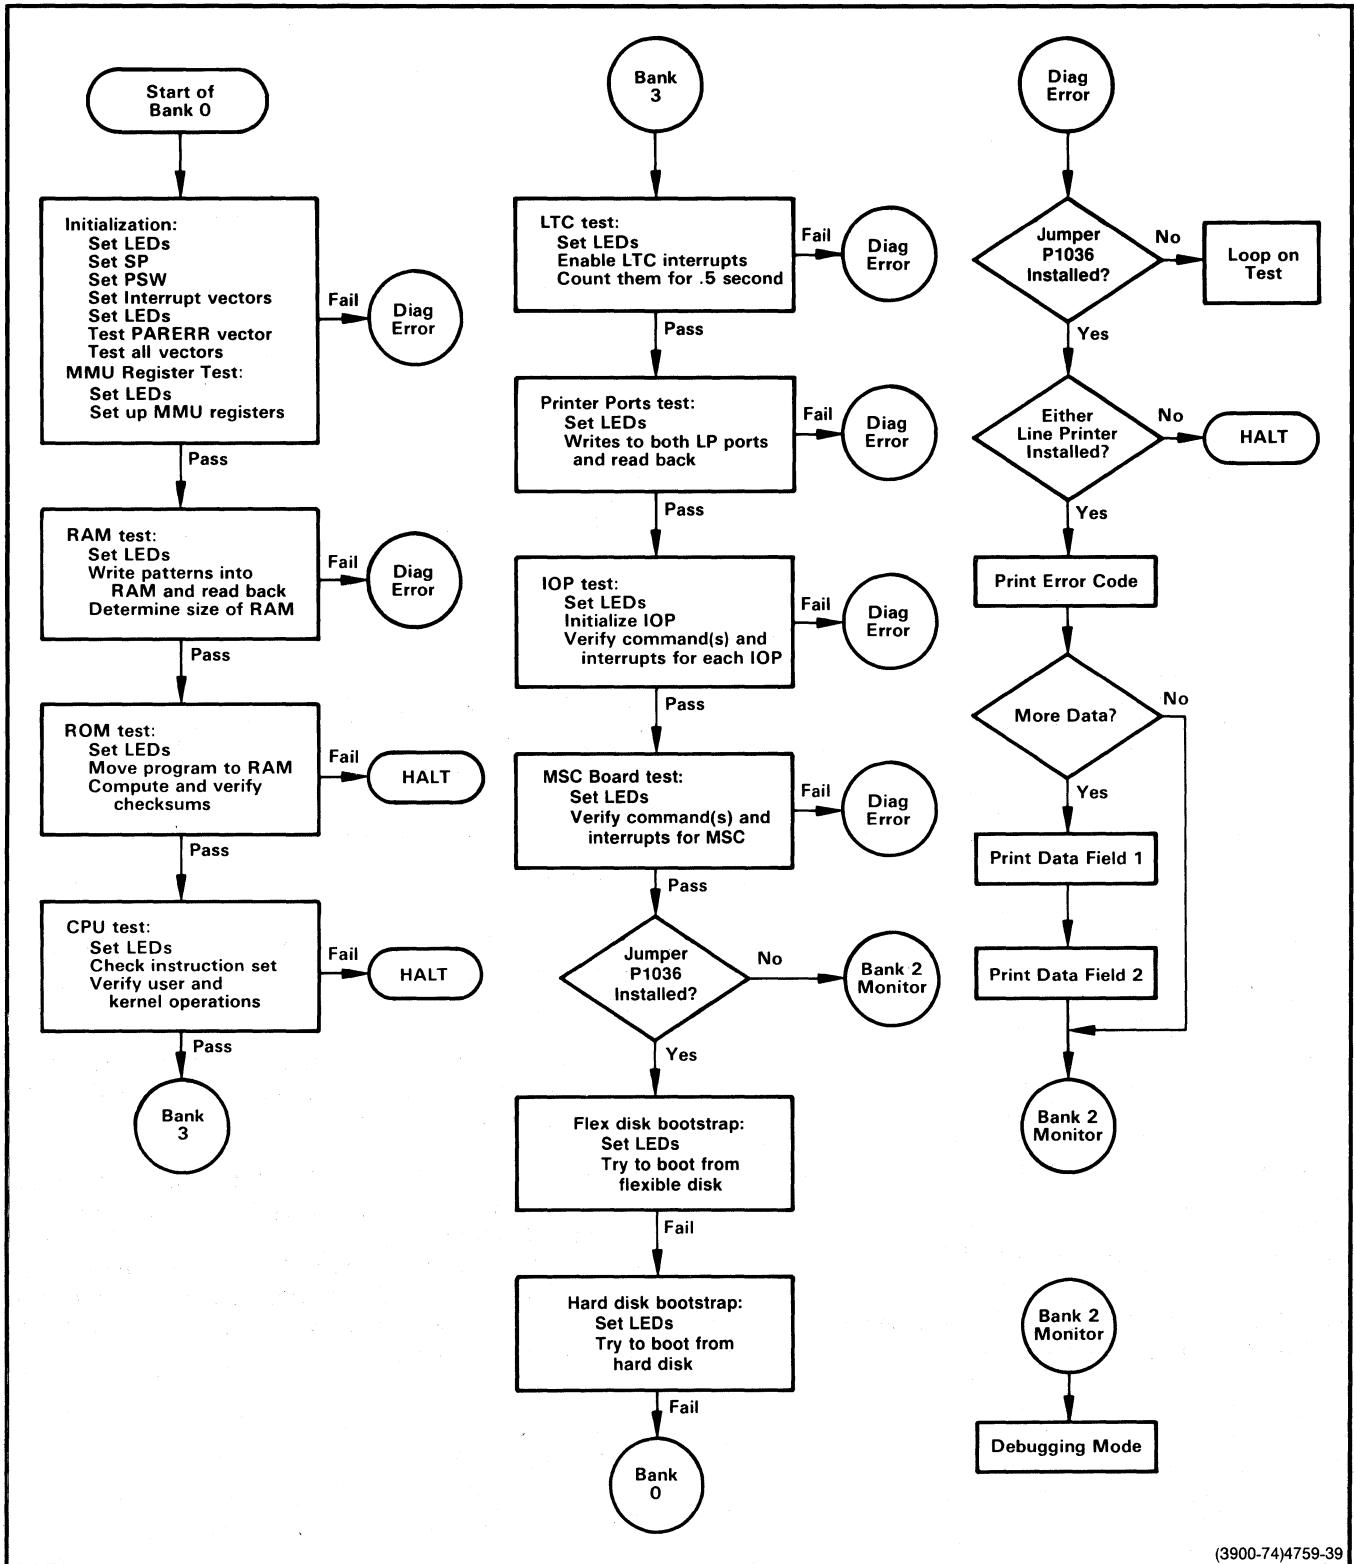 Start of
Bank 0
Initialization:
Set LEDs
Set SP
Set PSW
Set Interrupt vectors
Set LEDs
Test PARERR vector
Test all vectors
MMU Register Test:
Set LEDs
Set up MMU registers
Fail
Diag
Error
Pass
RAM test:
Set LEDs
Write patterns into
RAM and read back
Determine size of RAM
Fail
Diag
Error
Pass
ROM test:
Set LEDs
Move program to RAM
Compute and verify
checksums
Fail
HALT
Pass
CPU test:
Set LEDs
Check instruction set
Verify user and
kernel operations
Fail
HALT
Pass
Bank
3
Bank
3
LTC test:
Set LEDs
Enable LTC interrupts
Count them for .5 second
Fail
Diag
Error
Pass
Printer Ports test:
Set LEDs
Writes to both LP ports
and read back
Fail
Diag
Error
Pass
IOP test:
Set LEDs
Initialize IOP
Verify command(s) and
interrupts for each IOP
Fail
Diag
Error
Pass
MSC Board test:
Set LEDs
Verify command(s) and
interrupts for MSC
Fail
Diag
Error
Pass
Jumper
P1036
Installed?
No
Bank 2
Monitor
Yes
Flex disk bootstrap:
Set LEDs
Try to boot from
flexible disk
Fail
Hard disk bootstrap:
Set LEDs
Try to boot from
hard disk
Fail
Bank
0
Diag
Error
Jumper
P1036
Installed?
No
Loop on
Test
Yes
Either
Line Printer
Installed?
No
HALT
Yes
Print Error Code
More Data?
No
Yes
Print Data Field 1
Print Data Field 2
Bank 2
Monitor
Bank 2
Monitor
Debugging Mode
(3900-74)4759-39